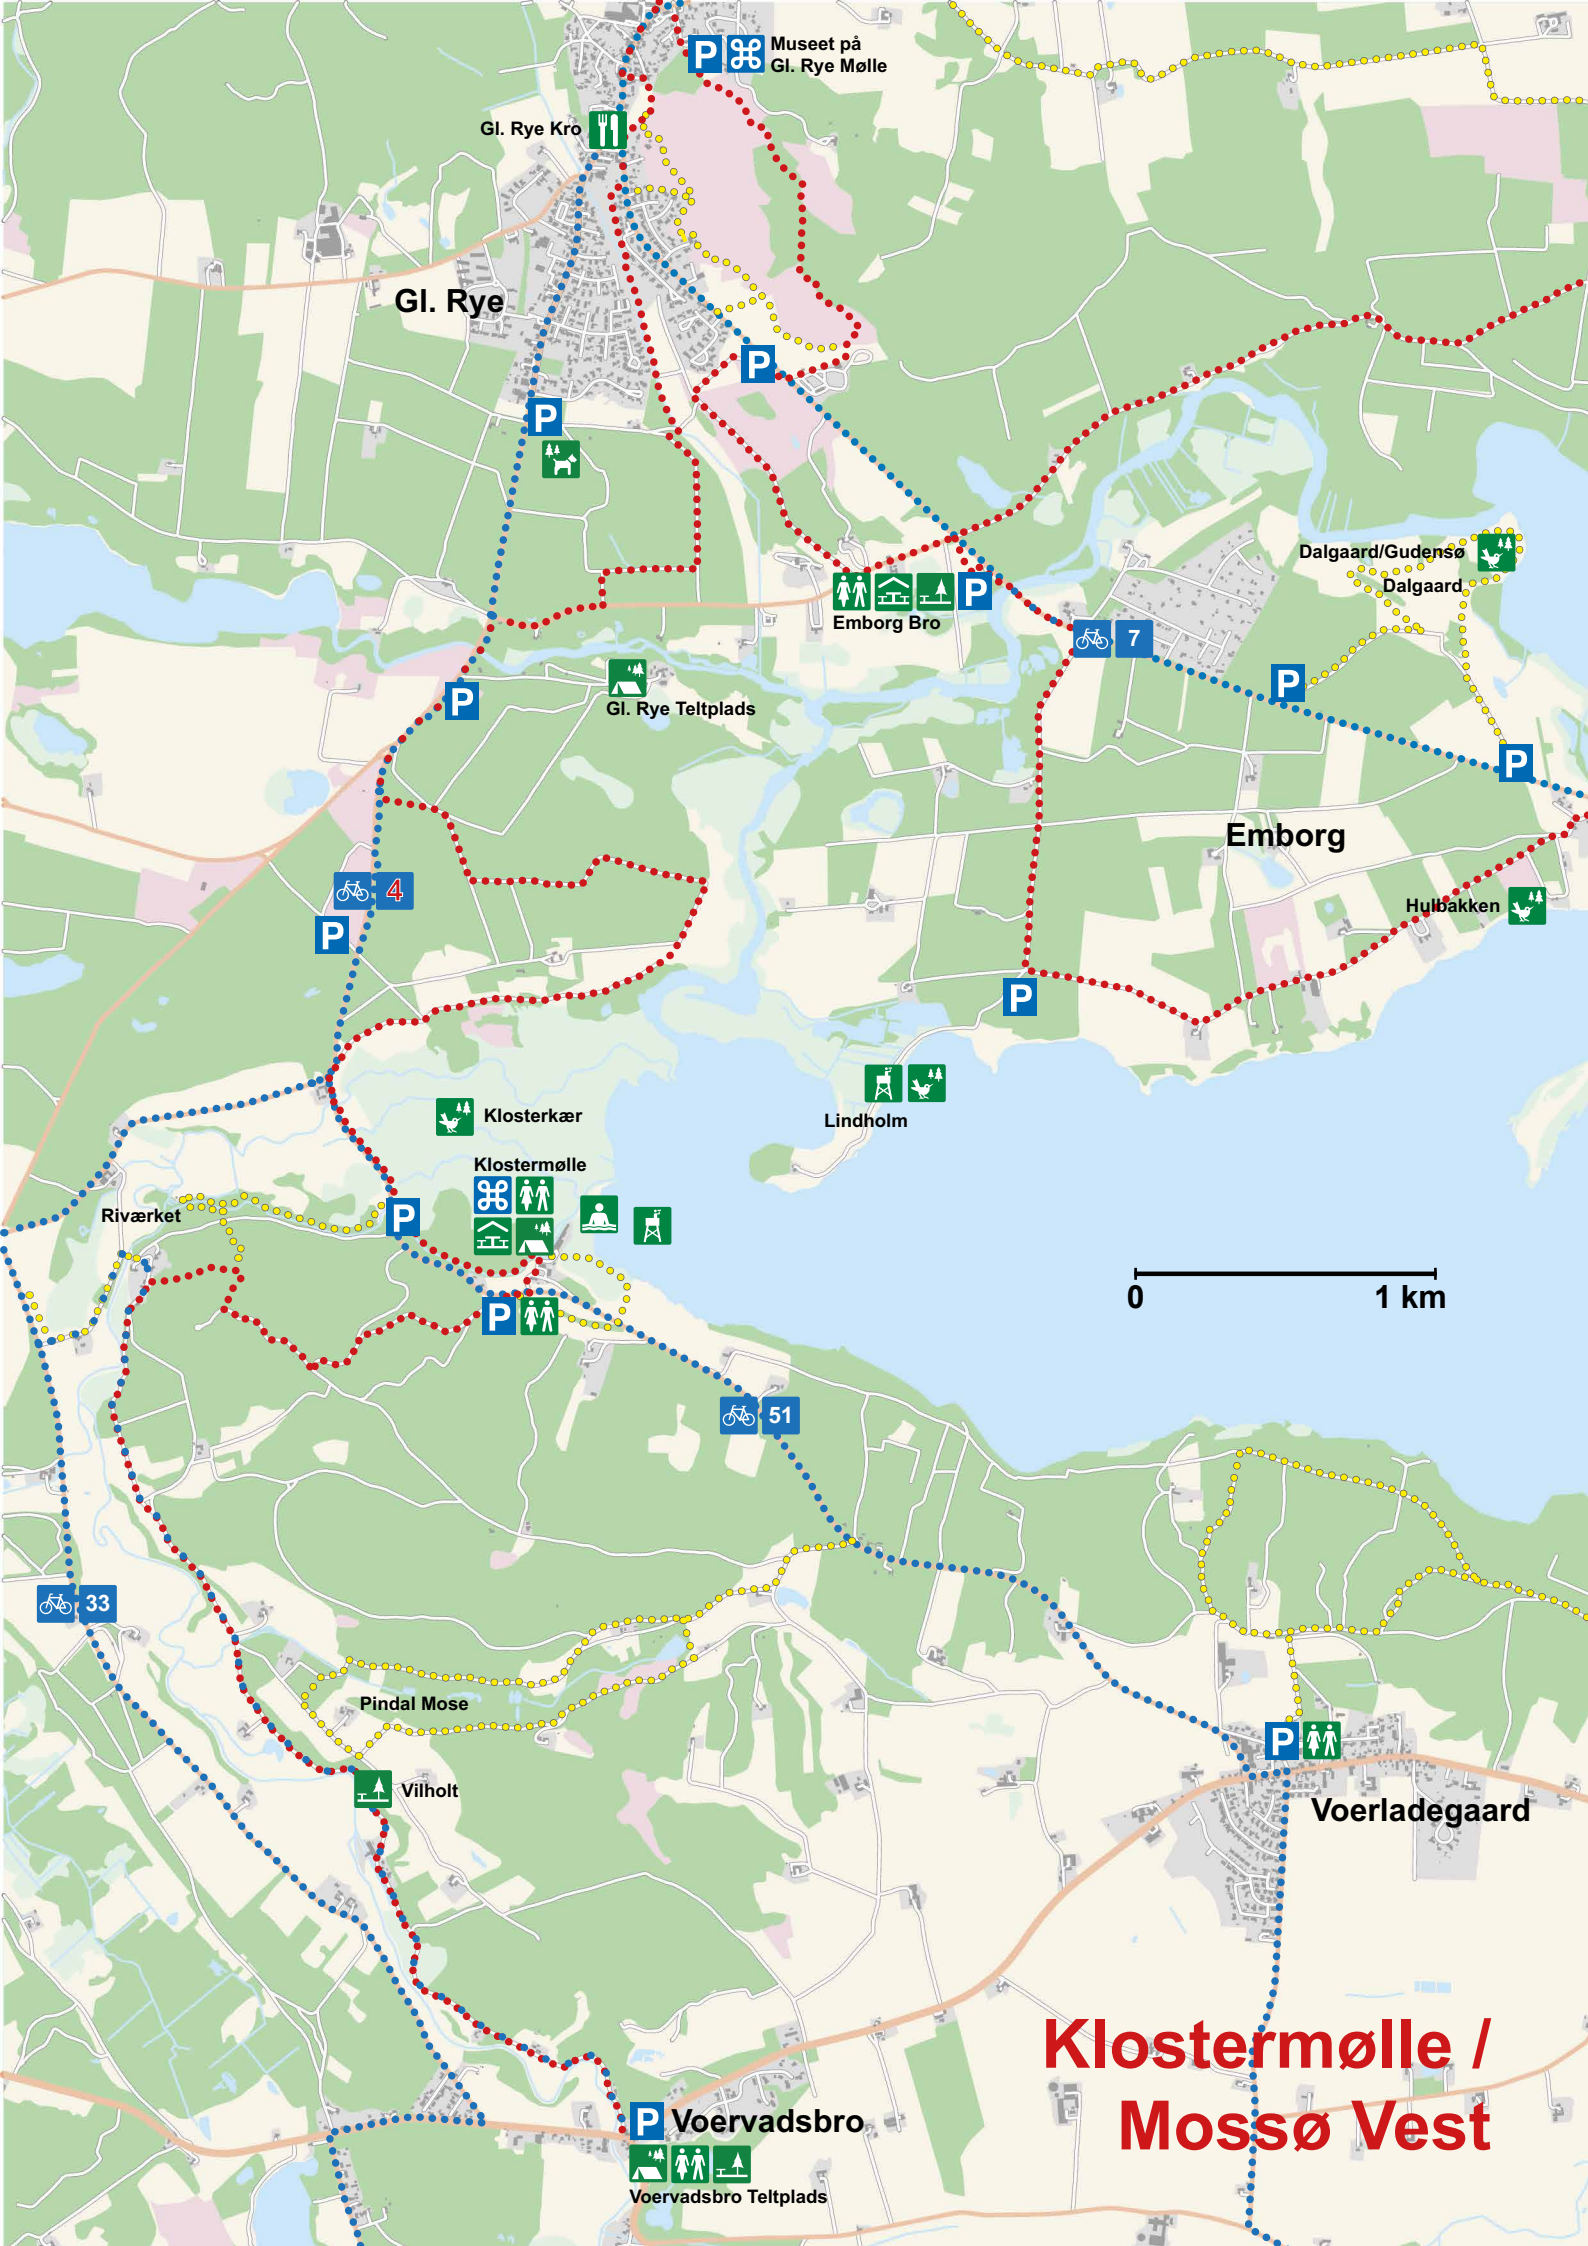 P
Museet på
Gl. Rye Mølle
Gl. Rye Kro
Gl. Rye
P
P
Dalgaard/Gudensø
Dalgaard
P
Emborg Bro
7
P
P
Gl. Rye Teltplads
P
Emborg
4
P
Hulbakken
P
Klosterkær
Lindholm
Klostermølle
Riværket
P
0
1 km
P
51
33
Pindal Mose
P
Vilholt
Voerladegaard
Klostermølle /
Mossø Vest
P
Voervadsbro
Voervadsbro Teltplads